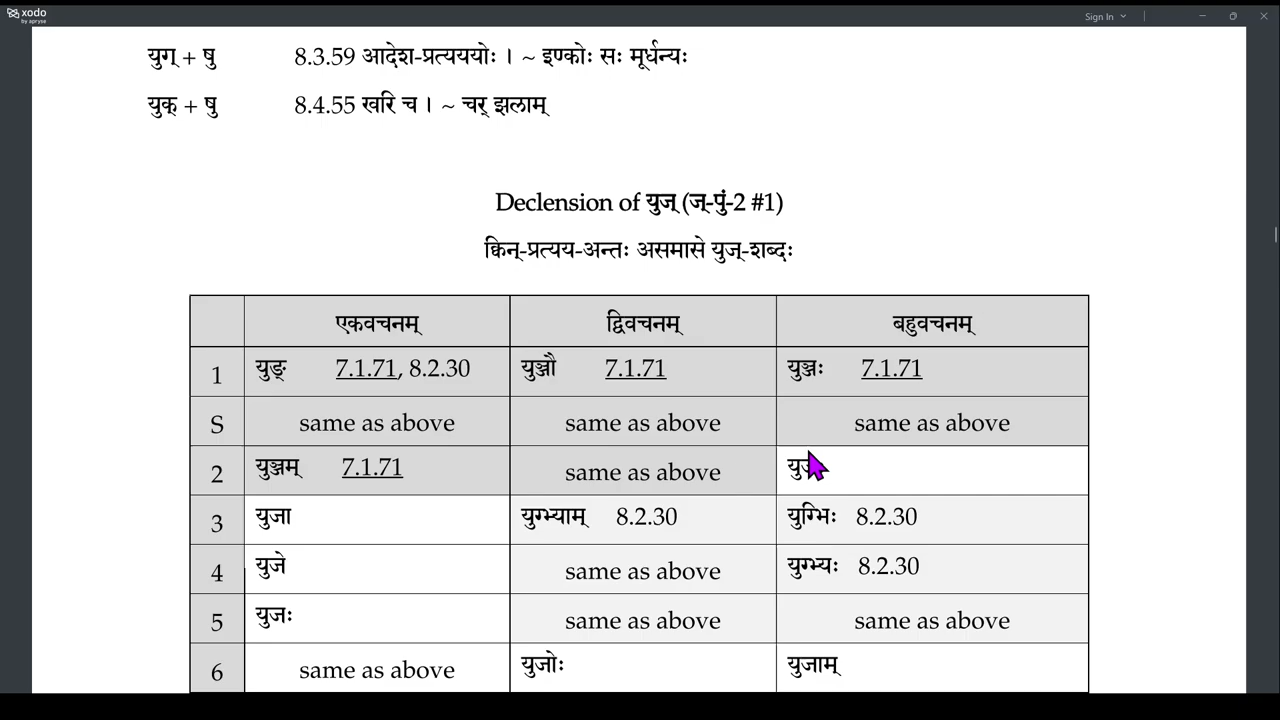 xodo
by apryse
Sign In
युग् + षु 8.3.59 आदेश-प्रत्यययोः । ~ इण्कोः सः मूर्धन्यः
युक् + षु 8.4.55 खरि च । ~ चर् झलाम्
Declension of युज् (ज्-पुं-2 #1)
क्विन्-प्रत्यय-अन्तः असमासे युज्-शब्दः
एकवचनम् द्विवचनम् बहुवचनम्
1 युङ् 7.1.71, 8.2.30 युञ्जौ 7.1.71 युञ्जः 7.1.71
S same as above same as above same as above
2 युञ्जम् 7.1.71 same as above
3 युजा युग्भ्याम् 8.2.30 युग्भिः 8.2.30
4 युजे same as above युग्भ्यः 8.2.30
5 युजः same as above same as above
6 same as above युजोः युजाम्